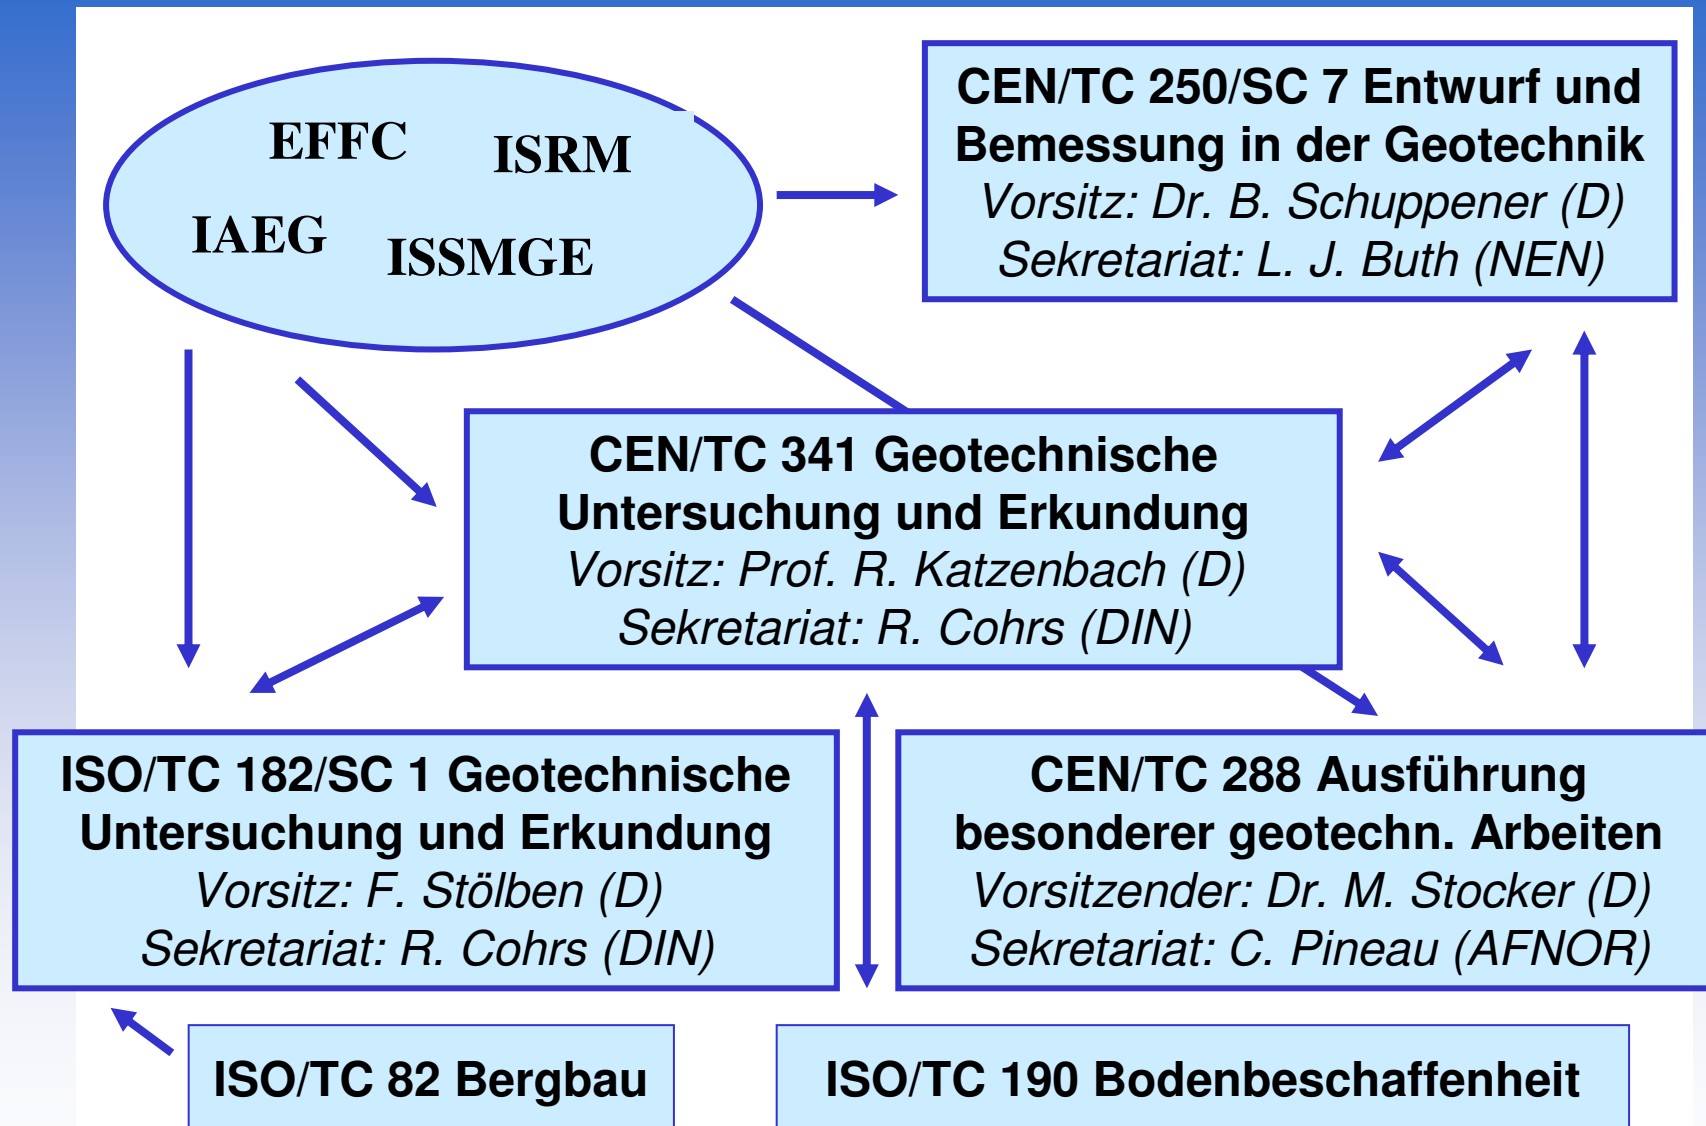 EFFC
ISRM
IAEG
ISSMGE
CEN/TC 250/SC 7 Entwurf und
Bemessung in der Geotechnik
Vorsitz: Dr. B. Schuppener (D)
Sekretariat: L. J. Buth (NEN)
CEN/TC 341 Geotechnische
Untersuchung und Erkundung
Vorsitz: Prof. R. Katzenbach (D)
Sekretariat: R. Cohrs (DIN)
ISO/TC 182/SC 1 Geotechnische
Untersuchung und Erkundung
Vorsitz: F. Stölben (D)
Sekretariat: R. Cohrs (DIN)
CEN/TC 288 Ausführung
besonderer geotechn. Arbeiten
Vorsitzender: Dr. M. Stocker (D)
Sekretariat: C. Pineau (AFNOR)
ISO/TC 82 Bergbau
ISO/TC 190 Bodenbeschaffenheit